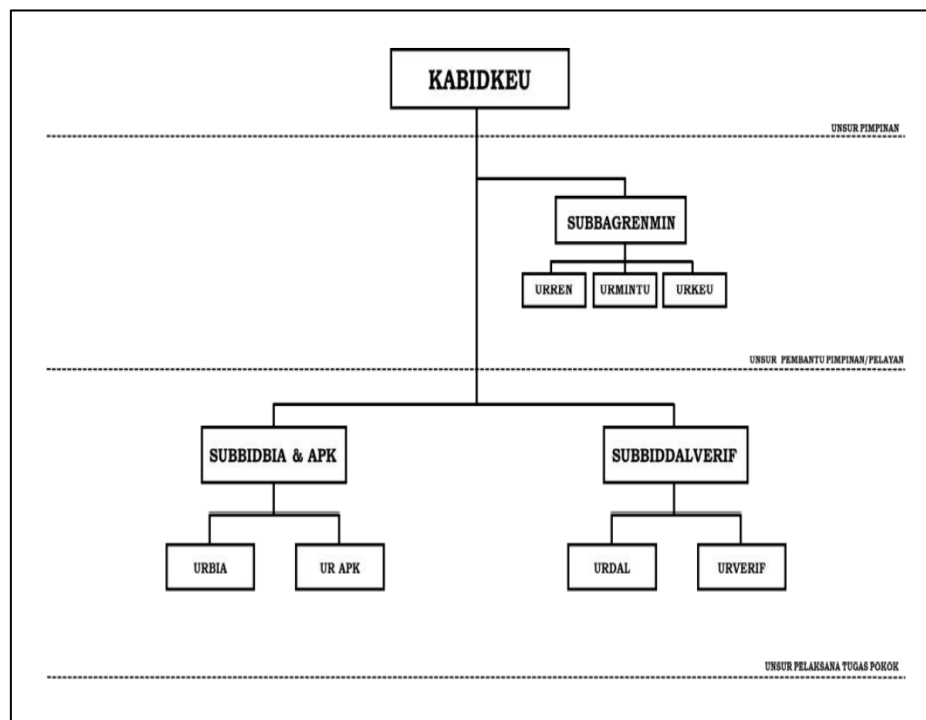 KABIDKEU
UNSUR PIMPINAN
SUBBAGRENMIN
URREN
URMINTU
URKEU
UNSUR PEMBANTU PIMPINAN/PELAYAN
SUBBIDBIA & APK
SUBBIDDALVERIF
URBIA
UR APK
URDAL
URVERIF
UNSUR PELAKSANA TUGAS POKOK